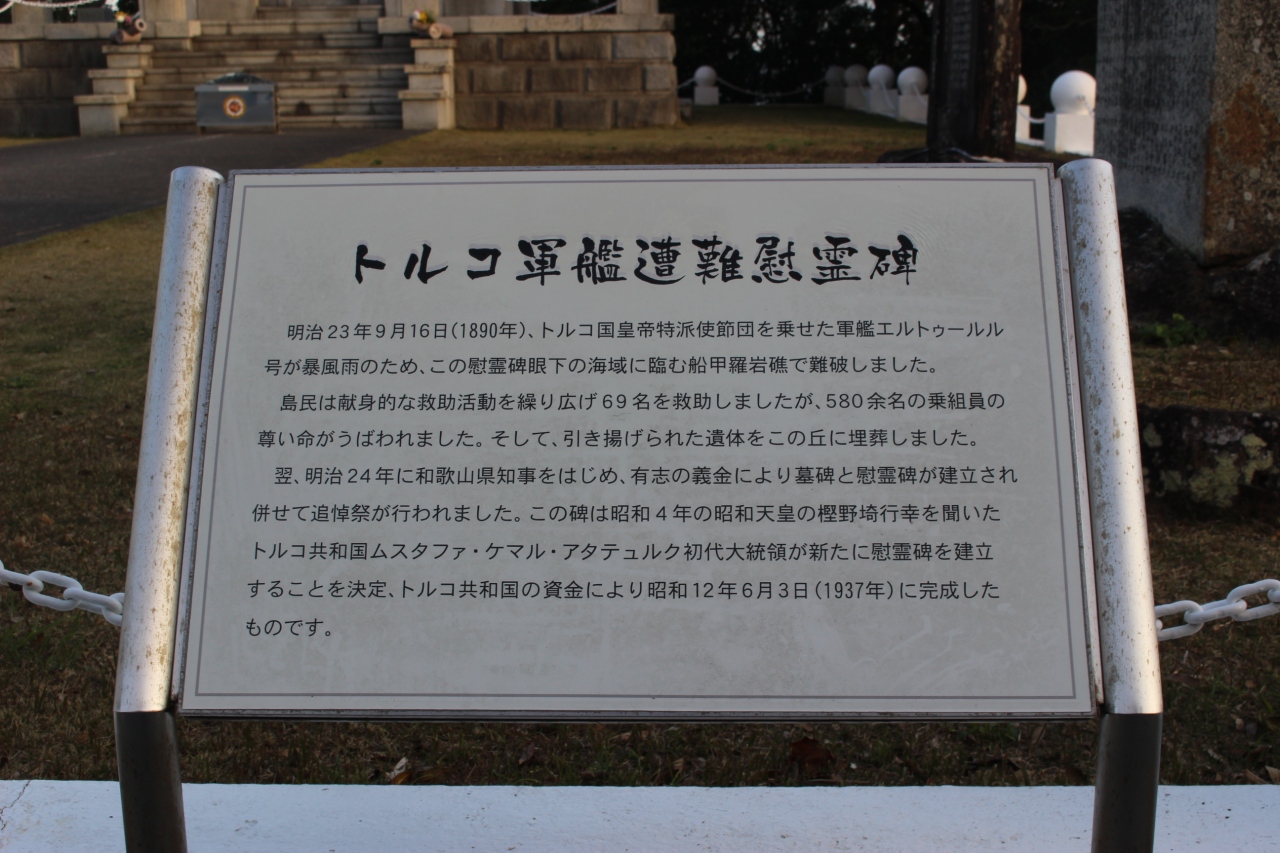 トルコ軍艦遭難慰霊碑
明治23年9月16日(1890年)、トルコ国皇帝特派使節団を乗せた軍艦エルトゥールル
号が暴風雨のため、この慰霊碑眼下の海域に臨む船甲羅岩礁で難破しました。
島民は献身的な救助活動を繰り広げ69名を救助しましたが、580余名の乗組員の
尊い命がうばわれました。そして、引き揚げられた遺体をこの丘に埋葬しました。
翌、明治24年に和歌山県知事をはじめ、有志の義金により墓碑と慰霊碑が建立され
併せて追悼祭が行われました。この碑は昭和4年の昭和天皇の樫野埼行幸を聞いた
トルコ共和国ムスタファ・ケマル・アタテュルク初代大統領が新たに慰霊碑を建立
することを決定、トルコ共和国の資金により昭和12年6月3日(1937年)に完成した
ものです。